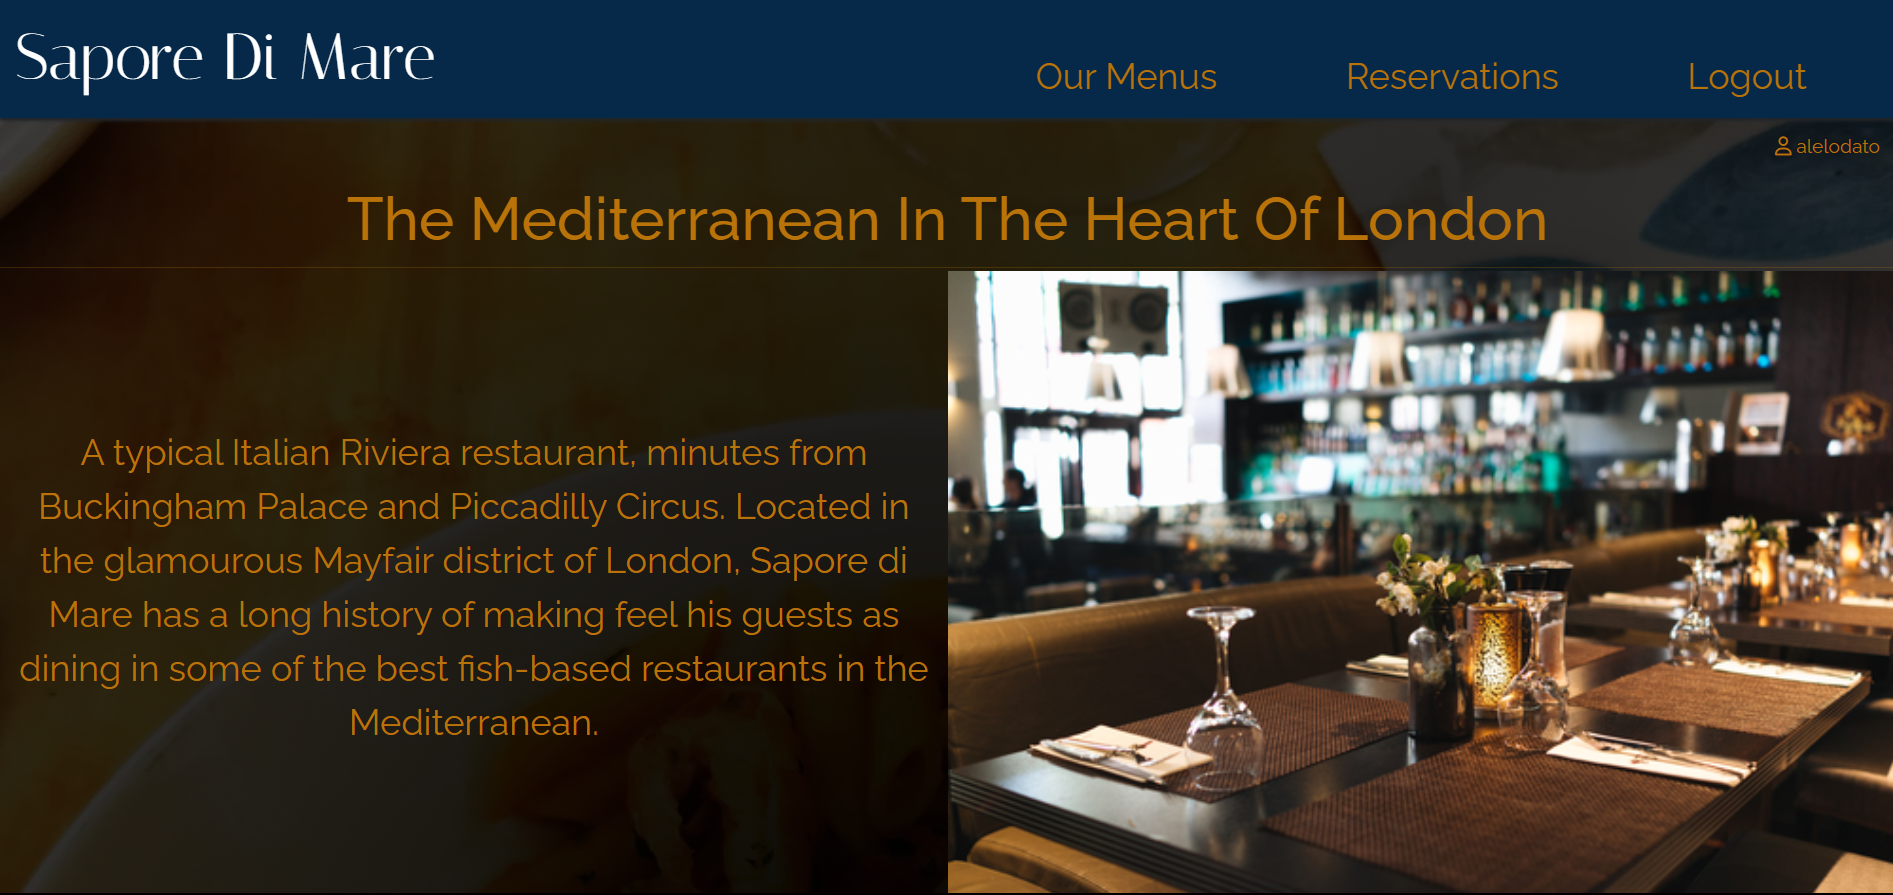 Sapore Di Mare
Our Menus
Reservations
Logout
alelodato
The Mediterranean In The Heart Of London
A typical Italian Riviera restaurant, minutes from
Buckingham Palace and Piccadilly Circus. Located in
the glamourous Mayfair district of London, Sapore di
Mare has a long history of making feel his guests as
dining in some of the best fish-based restaurants in the
Mediterranean.